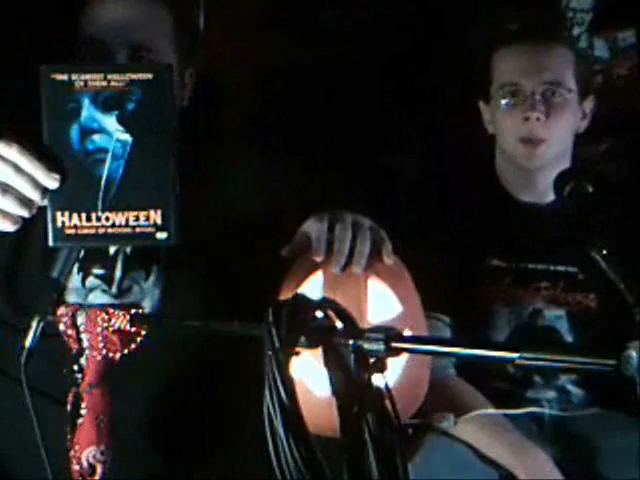 "THE SCARIEST HALLOWEEN
OF THEM ALL!"
HALLOWEEN
THE CURSE OF MICHAEL MYERS